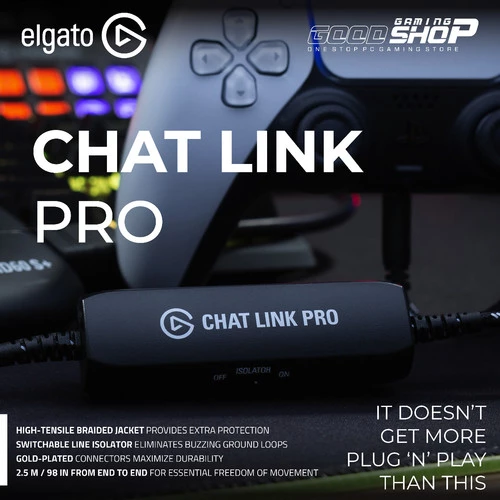 elgato
GAMING
GOOD SHOP
ONE STOP PC GAMING STORE
CHAT LINK
PRO
D60 S+
CHAT LINK PRO
OFF ISOLATOR ON
HIGH-TENSILE BRAIDED JACKET PROVIDES EXTRA PROTECTION
SWITCHABLE LINE ISOLATOR ELIMINATES BUZZING GROUND LOOPS
GOLD-PLATED CONNECTORS MAXIMIZE DURABILITY
2.5 M / 98 IN FROM END TO END FOR ESSENTIAL FREEDOM OF MOVEMENT
IT DOESN'T
GET MORE
PLUG ‘N’ PLAY
THAN THIS